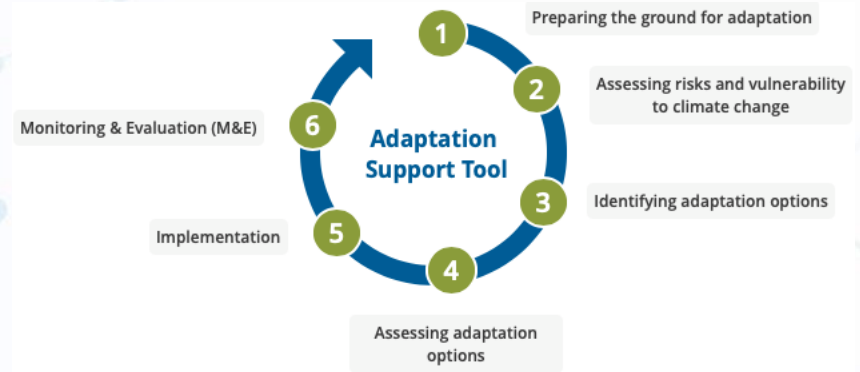 1
Preparing the ground for adaptation
2
Assessing risks and vulnerability
to climate change
3
Identifying adaptation options
4
Assessing adaptation
options
5
Implementation
6
Monitoring & Evaluation (M&E)
Adaptation
Support Tool